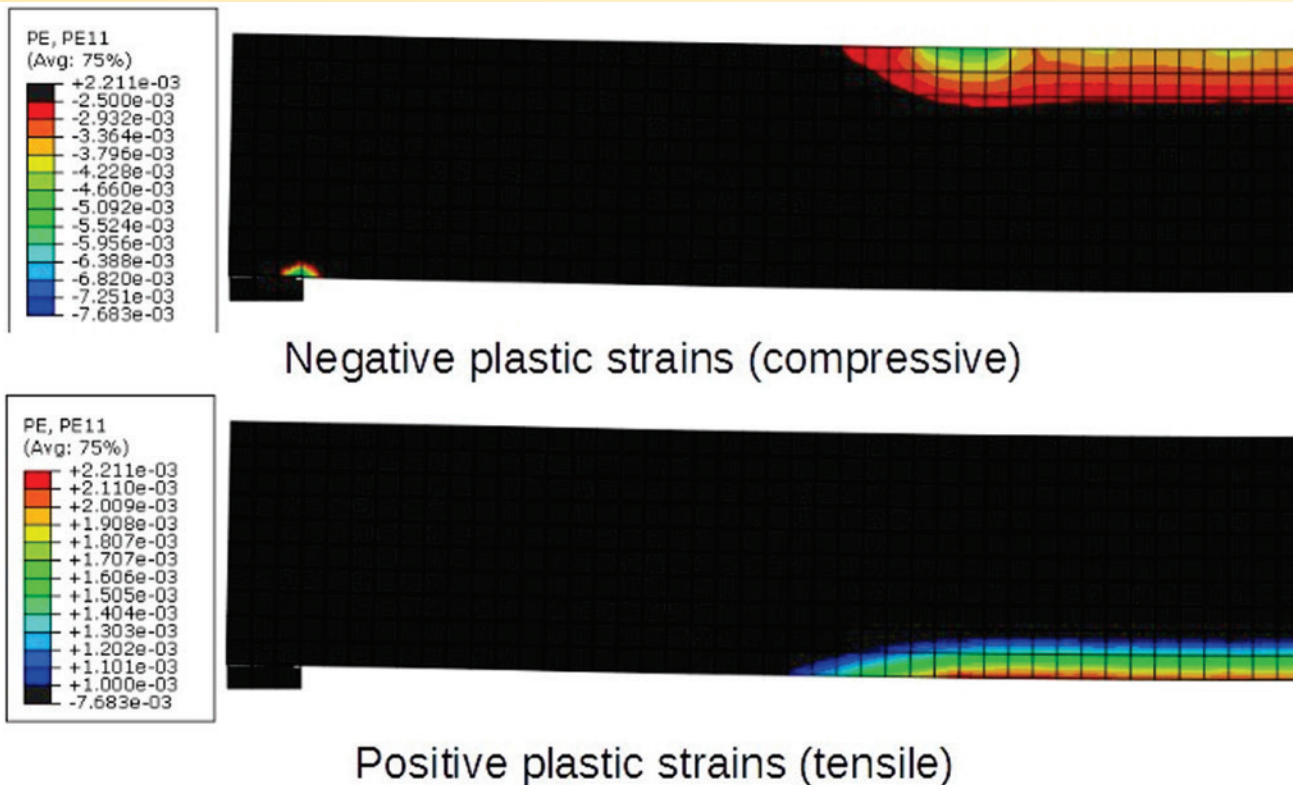 PE, PE11
(Avg: 75%)
+2.211e-03
-2.500e-03
-2.932e-03
-3.364e-03
-3.796e-03
-4.228e-03
-4.660e-03
-5.092e-03
-5.524e-03
-5.956e-03
-6.388e-03
-6.820e-03
-7.251e-03
-7.683e-03
Negative plastic strains (compressive)
PE, PE11
(Avg: 75%)
+2.211e-03
+2.110e-03
+2.009e-03
+1.908e-03
+1.807e-03
+1.707e-03
+1.606e-03
+1.505e-03
+1.404e-03
+1.303e-03
+1.202e-03
+1.101e-03
+1.000e-03
-7.683e-03
Positive plastic strains (tensile)